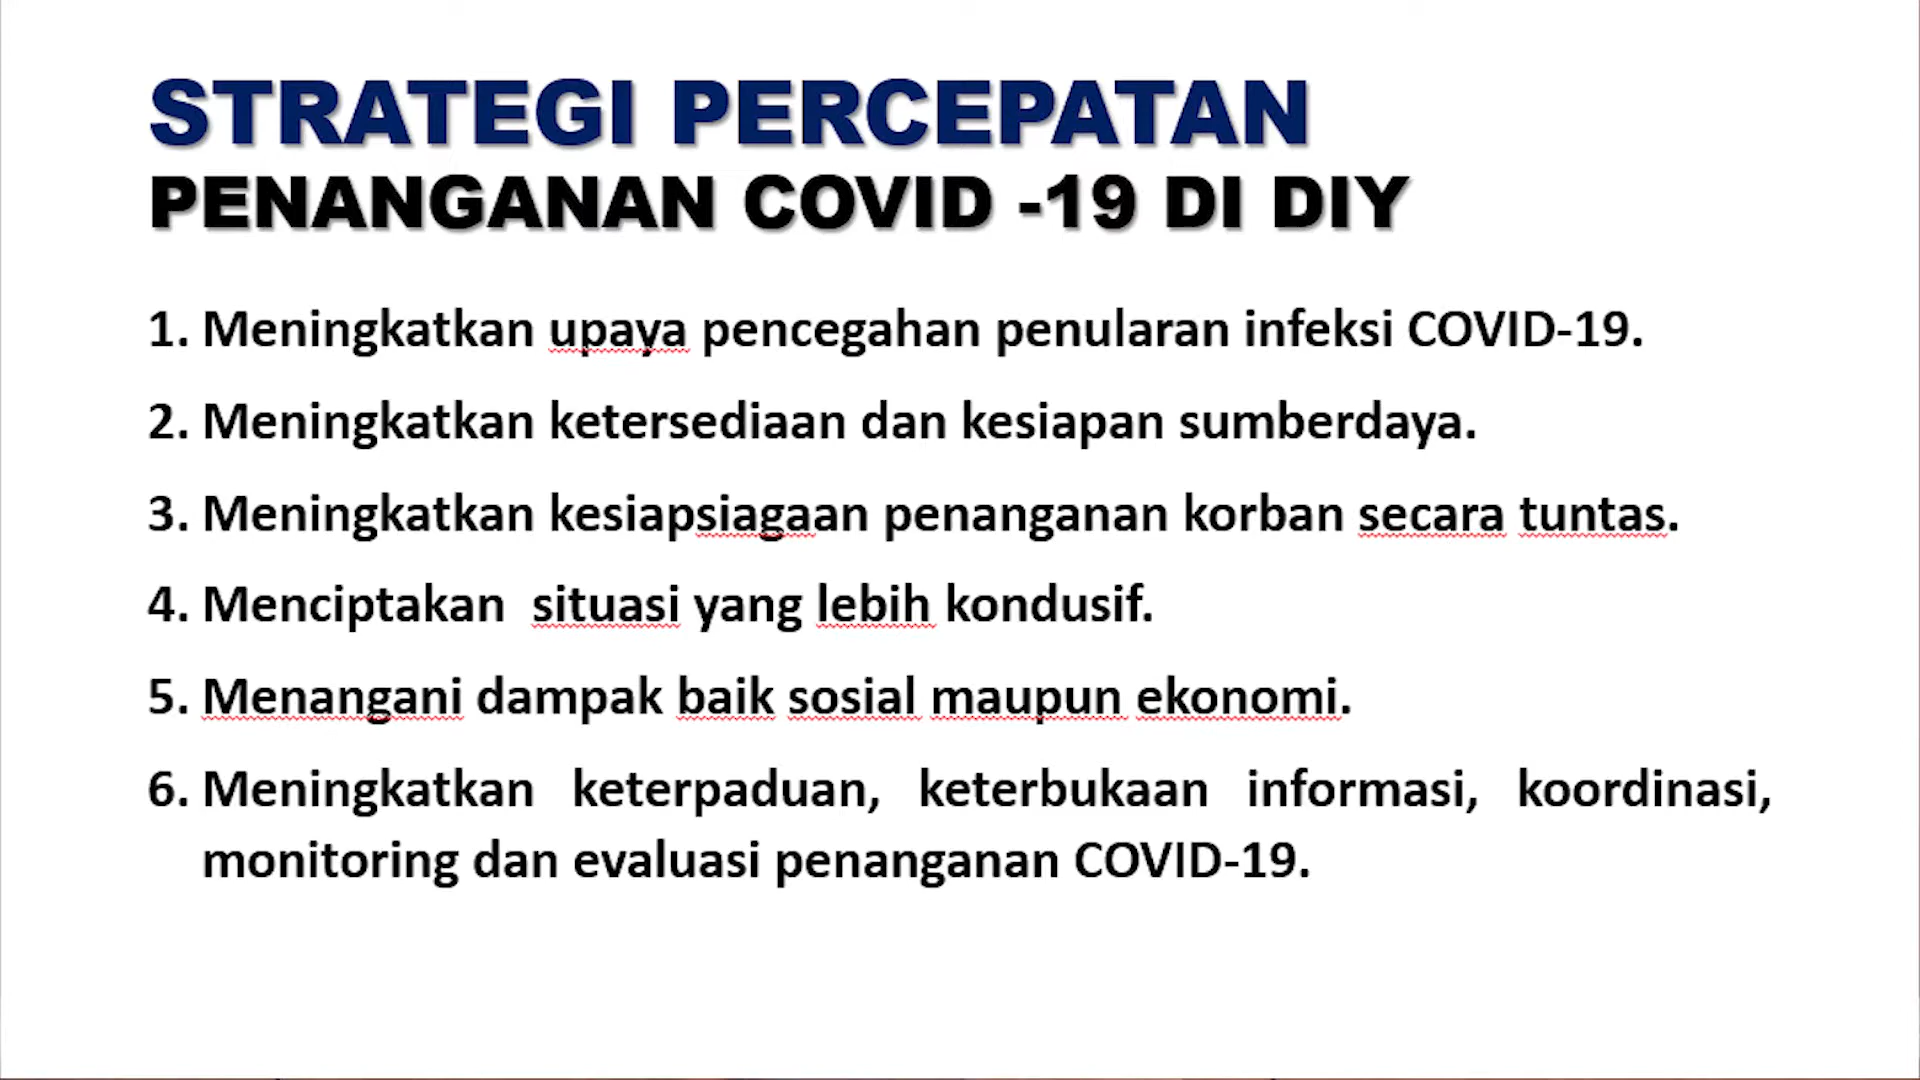 STRATEGI PERCEPATAN
PENANGANAN COVID -19 DI DIY
1. Meningkatkan upaya pencegahan penularan infeksi COVID-19.
2. Meningkatkan ketersediaan dan kesiapan sumberdaya.
3. Meningkatkan kesiapsiagaan penanganan korban secara tuntas.
4. Menciptakan  situasi yang lebih kondusif.
5. Menangani dampak baik sosial maupun ekonomi.
6. Meningkatkan keterpaduan, keterbukaan informasi, koordinasi,
monitoring dan evaluasi penanganan COVID-19.